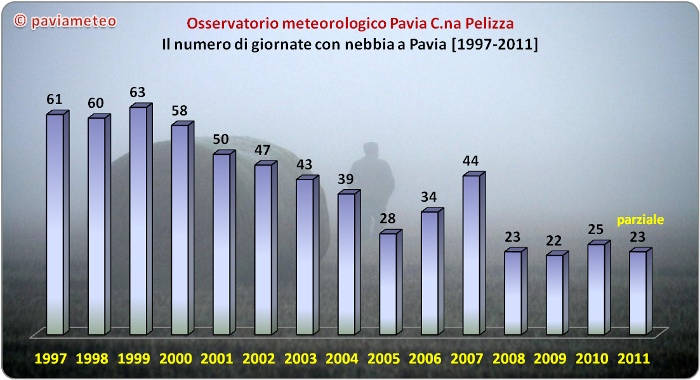 © paviameteo
Osservatorio meteorologico Pavia C.na Pelizza
Il numero di giornate con nebbia a Pavia [1997-2011]
61 60 63 58 50 47 43 39 28 34 44 23 22 25 23
parziale
1997 1998 1999 2000 2001 2002 2003 2004 2005 2006 2007 2008 2009 2010 2011